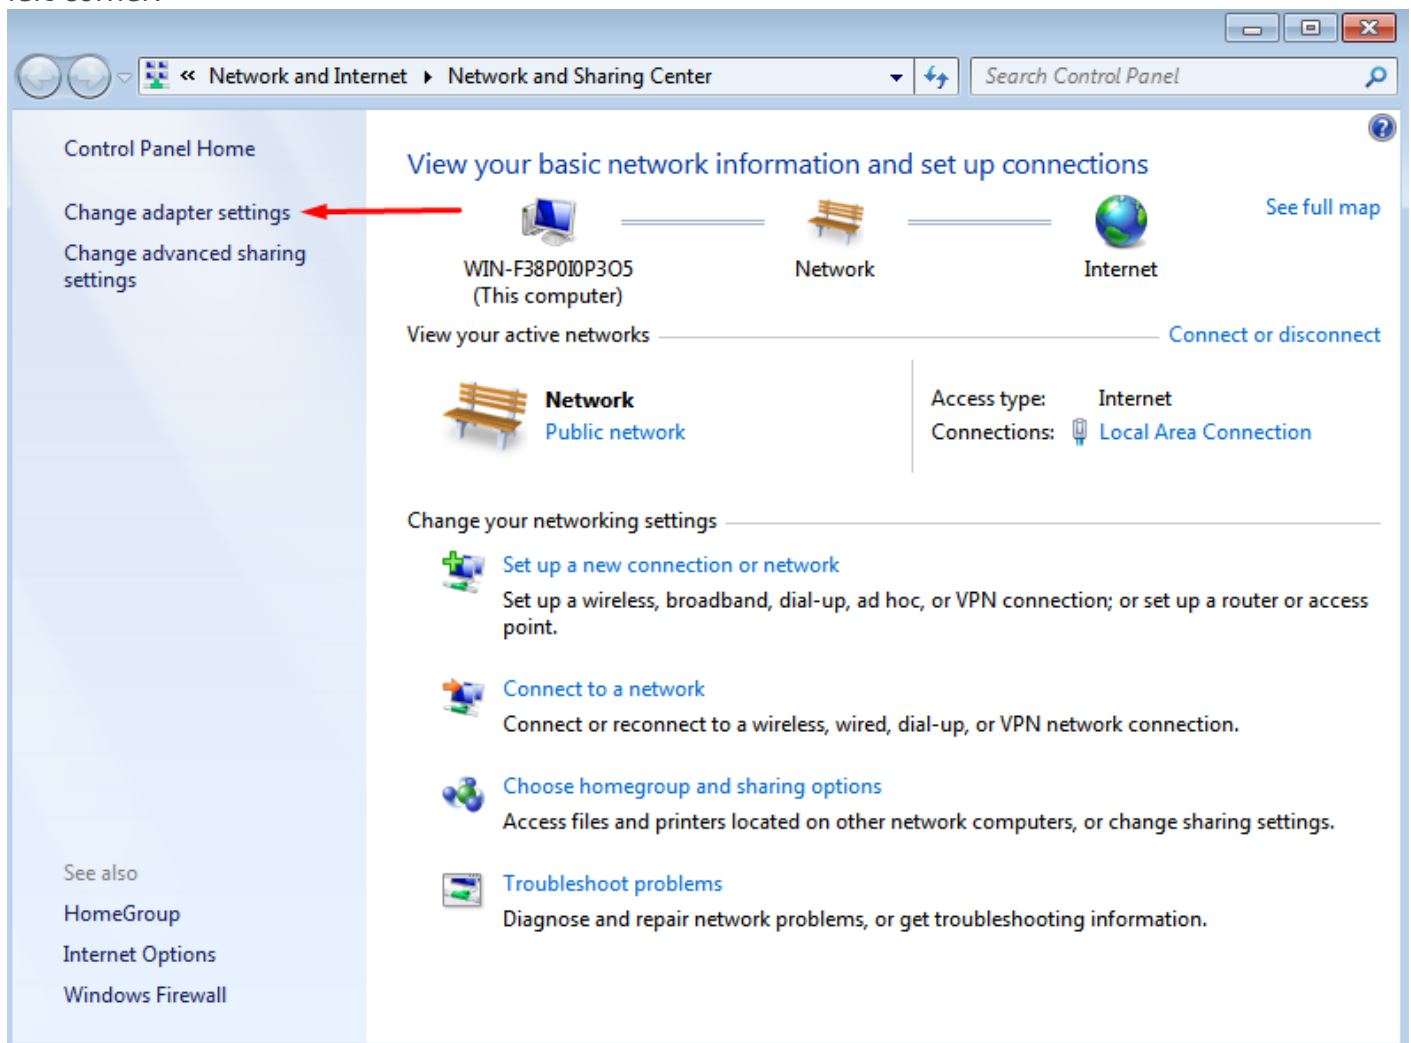 « Network and Internet ▸ Network and Sharing Center
Search Control Panel
Control Panel Home
Change adapter settings
Change advanced sharing
settings
View your basic network information and set up connections
See full map
WIN-F38P0I0P3O5
(This computer)
Network
Internet
View your active networks
Connect or disconnect
Network
Public network
Access type: Internet
Connections: Local Area Connection
Change your networking settings
Set up a new connection or network
Set up a wireless, broadband, dial-up, ad hoc, or VPN connection; or set up a router or access
point.
Connect to a network
Connect or reconnect to a wireless, wired, dial-up, or VPN network connection.
Choose homegroup and sharing options
Access files and printers located on other network computers, or change sharing settings.
Troubleshoot problems
Diagnose and repair network problems, or get troubleshooting information.
See also
HomeGroup
Internet Options
Windows Firewall